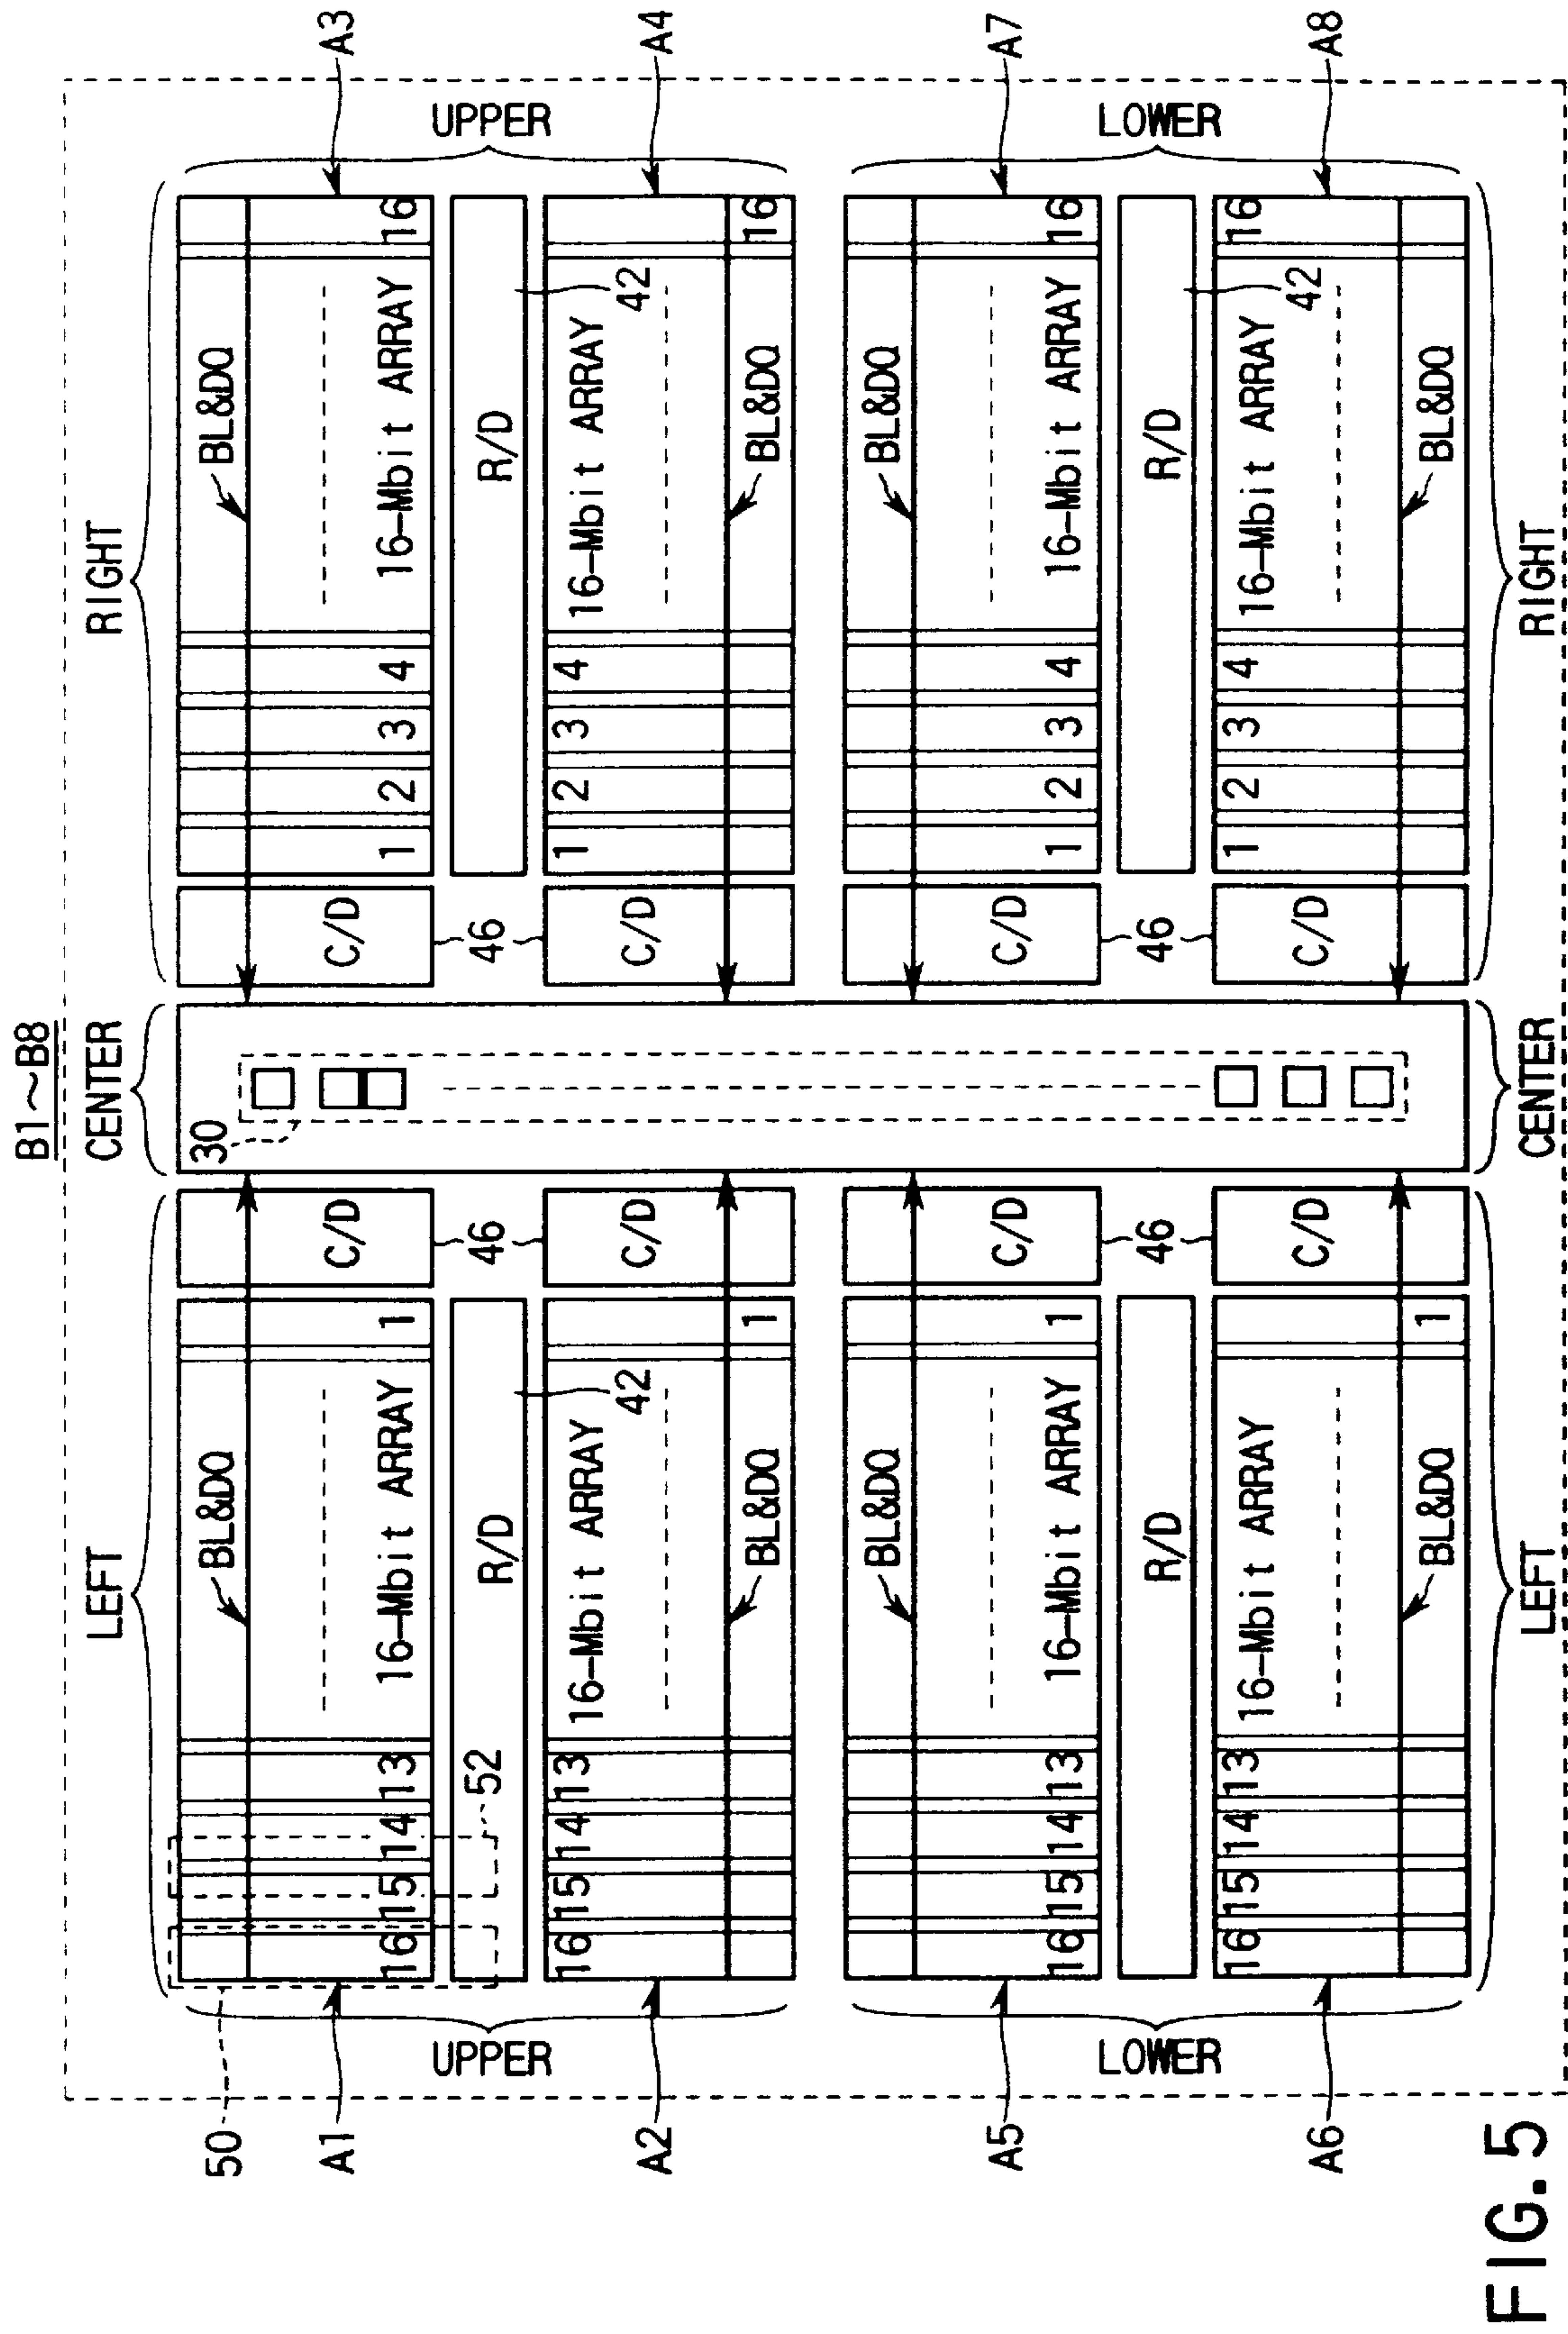 B1~B8
LEFT CENTER RIGHT
50 BL&DQ 30 BL&DQ
A1 C/D C/D A3
16 15 14 13 16-Mbit ARRAY 1 1 2 3 4 16-Mbit ARRAY 16
UPPER R/D 52 46 46 R/D UPPER
16 15 14 13 16-Mbit ARRAY 1 2 3 4 16-Mbit ARRAY
42 42
A2 C/D C/D A4
BL&DQ 1 BL&DQ 16
BL&DQ BL&DQ
A5 C/D C/D A7
16 15 14 13 16-Mbit ARRAY 1 1 2 3 4 16-Mbit ARRAY 16
LOWER R/D 46 46 R/D LOWER
16 15 14 13 16-Mbit ARRAY 1 2 3 4 16-Mbit ARRAY 16
42
A6 C/D C/D A8
BL&DQ 1 BL&DQ
LEFT CENTER RIGHT
FIG. 5